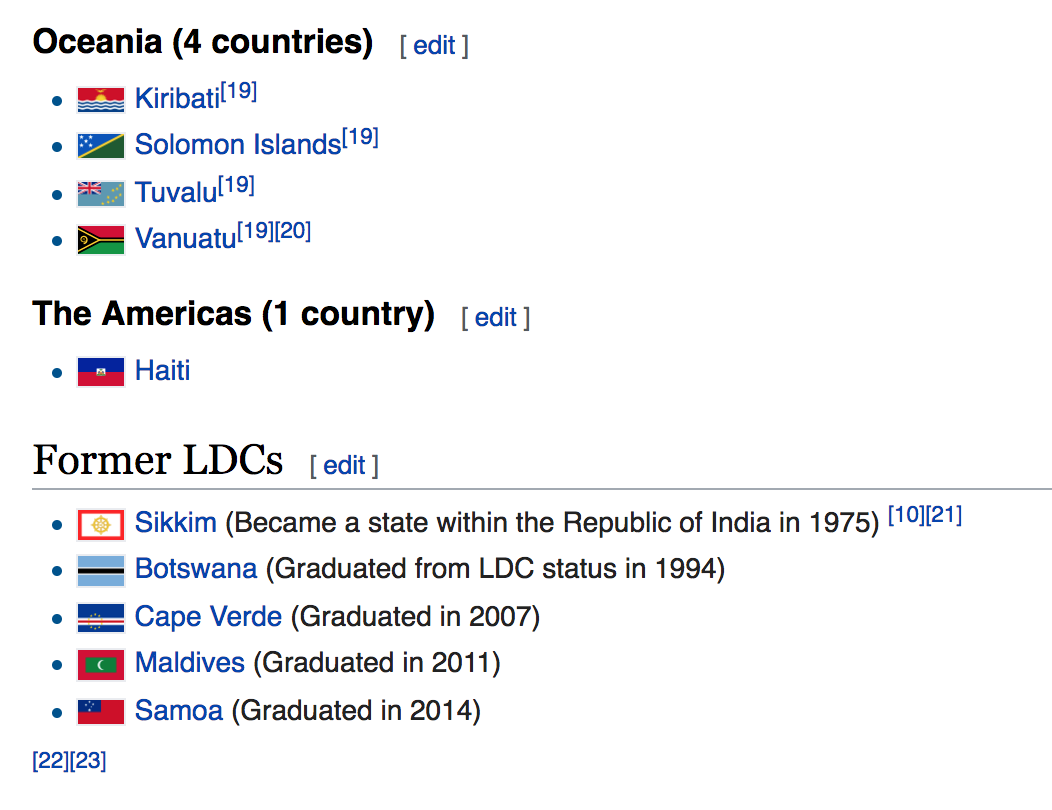 Oceania (4 countries) [ edit ]
Kiribati[19]
Solomon Islands[19]
Tuvalu[19]
Vanuatu[19][20]
The Americas (1 country) [ edit ]
Haiti
Former LDCs [ edit ]
Sikkim (Became a state within the Republic of India in 1975) [10][21]
Botswana (Graduated from LDC status in 1994)
Cape Verde (Graduated in 2007)
Maldives (Graduated in 2011)
Samoa (Graduated in 2014)
[22][23]